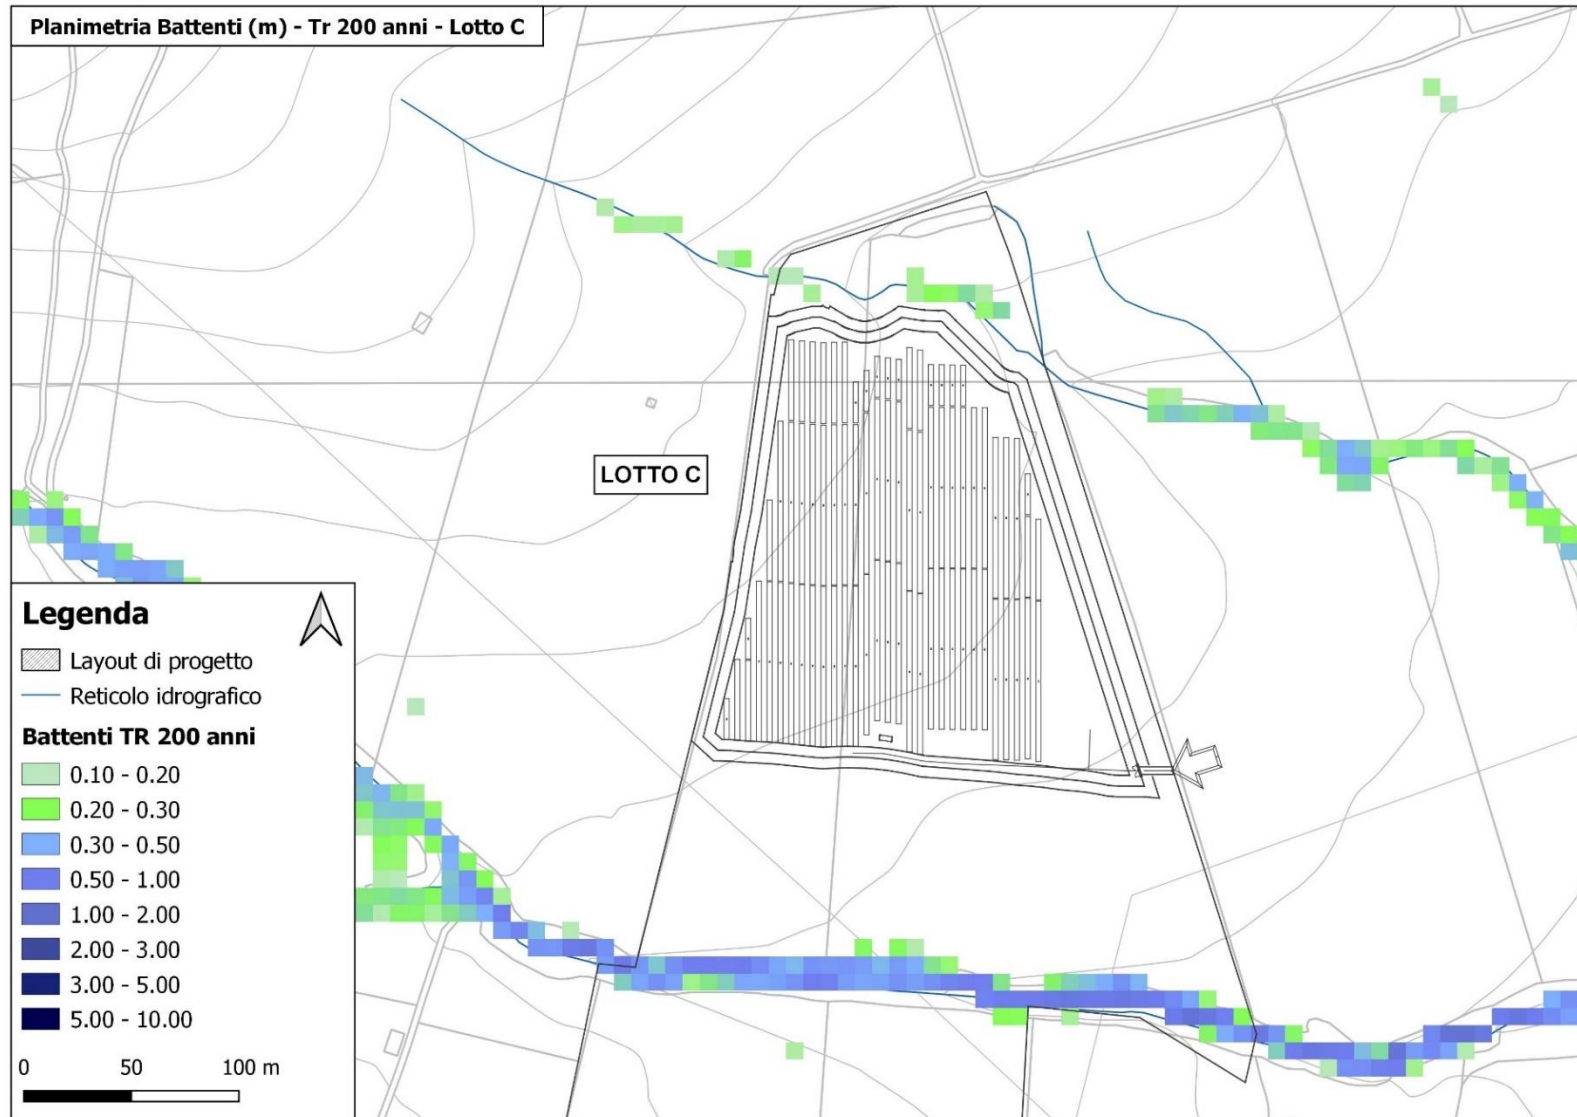 Planimetria Battenti (m) - Tr 200 anni - Lotto C
LOTTO C
Legenda
Layout di progetto
Reticolo idrografico
Battenti TR 200 anni
0.10 - 0.20
0.20 - 0.30
0.30 - 0.50
0.50 - 1.00
1.00 - 2.00
2.00 - 3.00
3.00 - 5.00
5.00 - 10.00
0 50 100 m